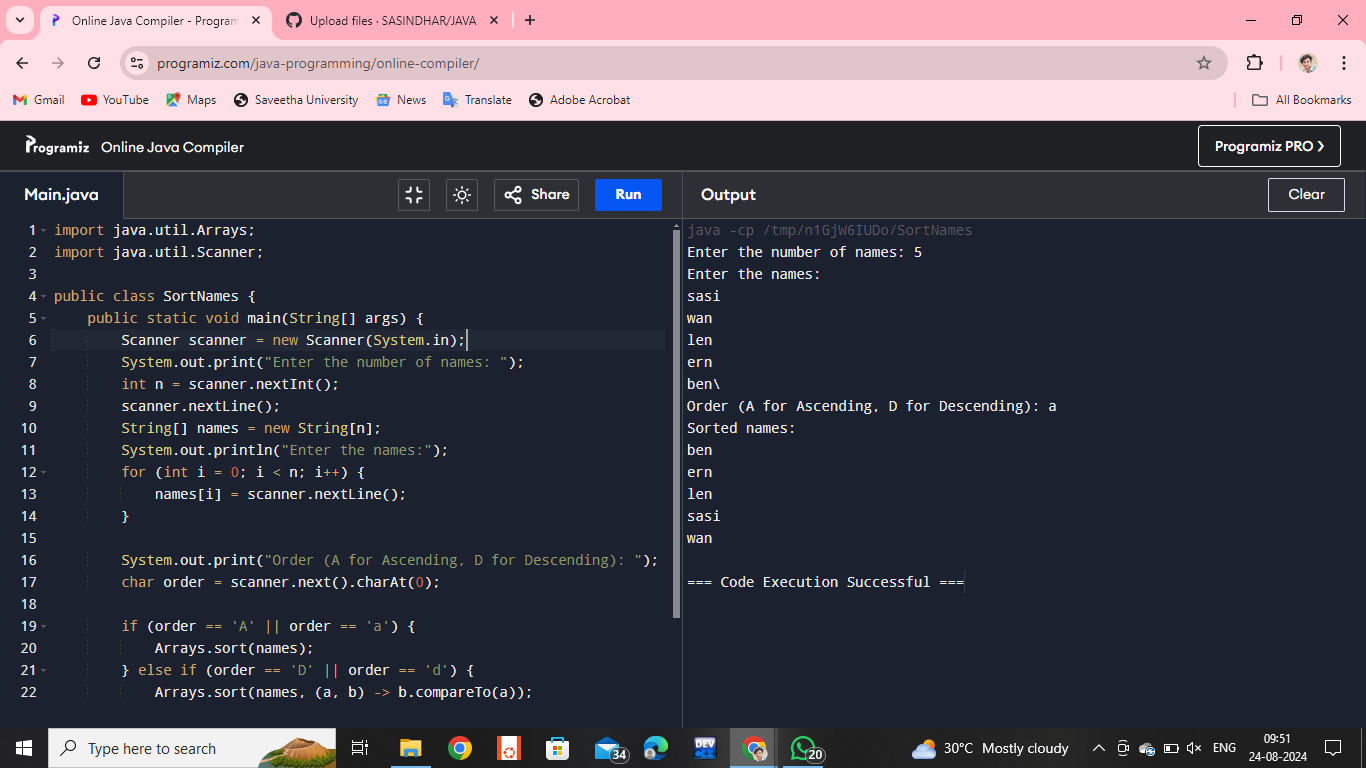 Online Java Compiler - Program
Upload files · SASINDHAR/JAVA
programiz.com/java-programming/online-compiler/
Gmail
YouTube
Maps
Saveetha University
News
Translate
Adobe Acrobat
All Bookmarks
Programiz Online Java Compiler
Programiz PRO ❯
Main.java
Share
Run
Output
Clear
1 import java.util.Arrays;
2 import java.util.Scanner;
3
4 public class SortNames {
5 public static void main(String[] args) {
6 Scanner scanner = new Scanner(System.in);
7 System.out.print("Enter the number of names: ");
8 int n = scanner.nextInt();
9 scanner.nextLine();
10 String[] names = new String[n];
11 System.out.println("Enter the names:");
12 for (int i = 0; i < n; i++) {
13 names[i] = scanner.nextLine();
14 }
15
16 System.out.print("Order (A for Ascending, D for Descending): ");
17 char order = scanner.next().charAt(0);
18
19 if (order == 'A' || order == 'a') {
20 Arrays.sort(names);
21 } else if (order == 'D' || order == 'd') {
22 Arrays.sort(names, (a, b) -> b.compareTo(a));
java -cp /tmp/n1GjW6IUDo/SortNames
Enter the number of names: 5
Enter the names:
sasi
wan
len
ern
ben\
Order (A for Ascending, D for Descending): a
Sorted names:
ben
ern
len
sasi
wan
=== Code Execution Successful ===
Type here to search
34
DEV
20
30°C Mostly cloudy
ENG
09:51
24-08-2024